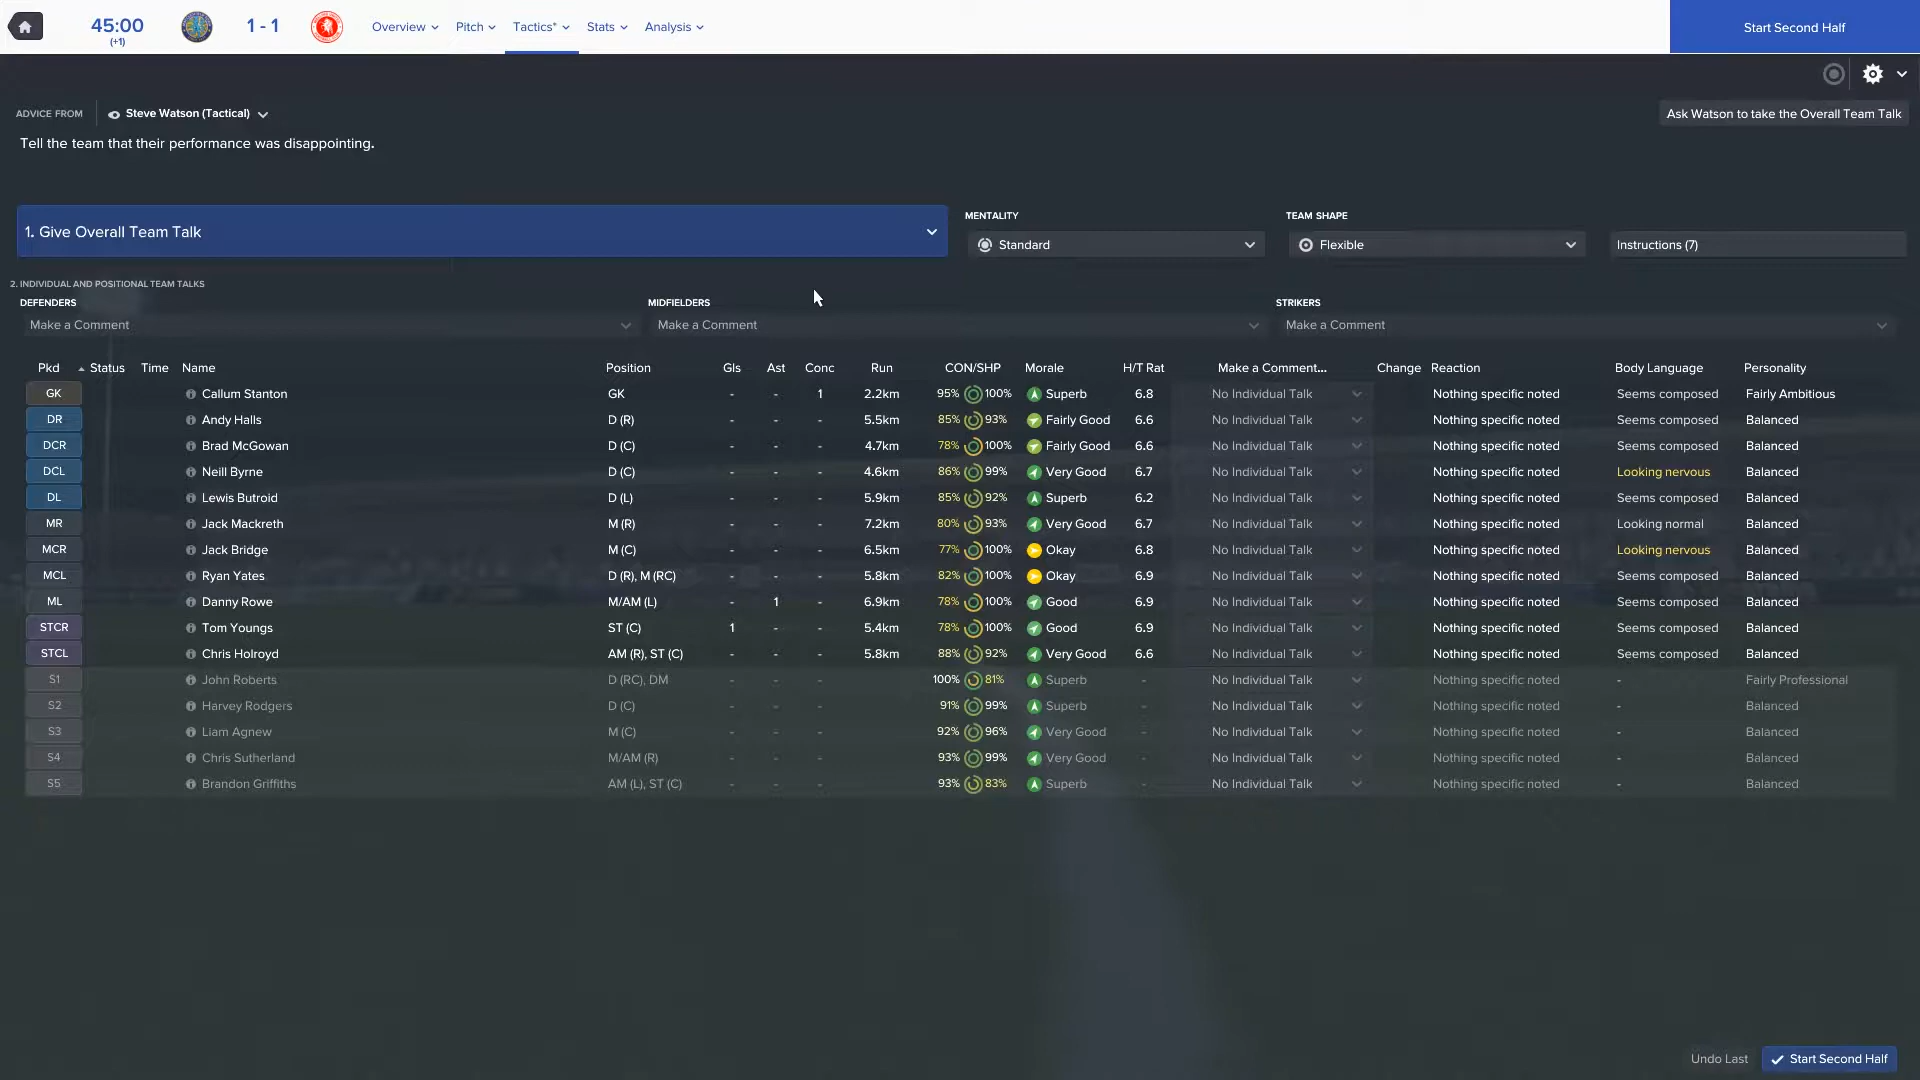 45:00
(+1)
1 - 1
Overview
Pitch
Tactics*
Stats
Analysis
Start Second Half
ADVICE FROM
Steve Watson (Tactical)
Ask Watson to take the Overall Team Talk
Tell the team that their performance was disappointing.
1. Give Overall Team Talk
MENTALITY
Standard
TEAM SHAPE
Flexible
Instructions (7)
2. INDIVIDUAL AND POSITIONAL TEAM TALKS
DEFENDERS
Make a Comment
MIDFIELDERS
Make a Comment
STRIKERS
Make a Comment
Pkd Status Time Name Position Gls Ast Conc Run CON/SHP Morale H/T Rat Make a Comment... Change Reaction Body Language Personality
GK Callum Stanton GK - - 1 2.2km 95% 100% Superb 6.8 No Individual Talk Nothing specific noted Seems composed Fairly Ambitious
DR Andy Halls D (R) - - - 5.5km 85% 93% Fairly Good 6.6 No Individual Talk Nothing specific noted Seems composed Balanced
DCR Brad McGowan D (C) - - - 4.7km 78% 100% Fairly Good 6.6 No Individual Talk Nothing specific noted Seems composed Balanced
DCL Neill Byrne D (C) - - - 4.6km 86% 99% Very Good 6.7 No Individual Talk Nothing specific noted Looking nervous Balanced
DL Lewis Butroid D (L) - - - 5.9km 85% 92% Superb 6.2 No Individual Talk Nothing specific noted Seems composed Balanced
MR Jack Mackreth M (R) - - - 7.2km 80% 93% Very Good 6.7 No Individual Talk Nothing specific noted Looking normal Balanced
MCR Jack Bridge M (C) - - - 6.5km 77% 100% Okay 6.8 No Individual Talk Nothing specific noted Looking nervous Balanced
MCL Ryan Yates D (R), M (RC) - - - 5.8km 82% 100% Okay 6.9 No Individual Talk Nothing specific noted Seems composed Balanced
ML Danny Rowe M/AM (L) - 1 - 6.9km 78% 100% Good 6.9 No Individual Talk Nothing specific noted Seems composed Balanced
STCR Tom Youngs ST (C) 1 - - 5.4km 78% 100% Good 6.9 No Individual Talk Nothing specific noted Seems composed Balanced
STCL Chris Holroyd AM (R), ST (C) - - - 5.8km 88% 92% Very Good 6.6 No Individual Talk Nothing specific noted Seems composed Balanced
S1 John Roberts D (RC), DM - - - 100% 81% Superb - No Individual Talk Nothing specific noted - Fairly Professional
S2 Harvey Rodgers D (C) - - - 91% 99% Superb - No Individual Talk Nothing specific noted - Balanced
S3 Liam Agnew M (C) - - - 92% 96% Very Good - No Individual Talk Nothing specific noted - Balanced
S4 Chris Sutherland M/AM (R) - - - 93% 99% Very Good - No Individual Talk Nothing specific noted - Balanced
S5 Brandon Griffiths AM (L), ST (C) - - - 93% 83% Superb - No Individual Talk Nothing specific noted - Balanced
Undo Last
Start Second Half